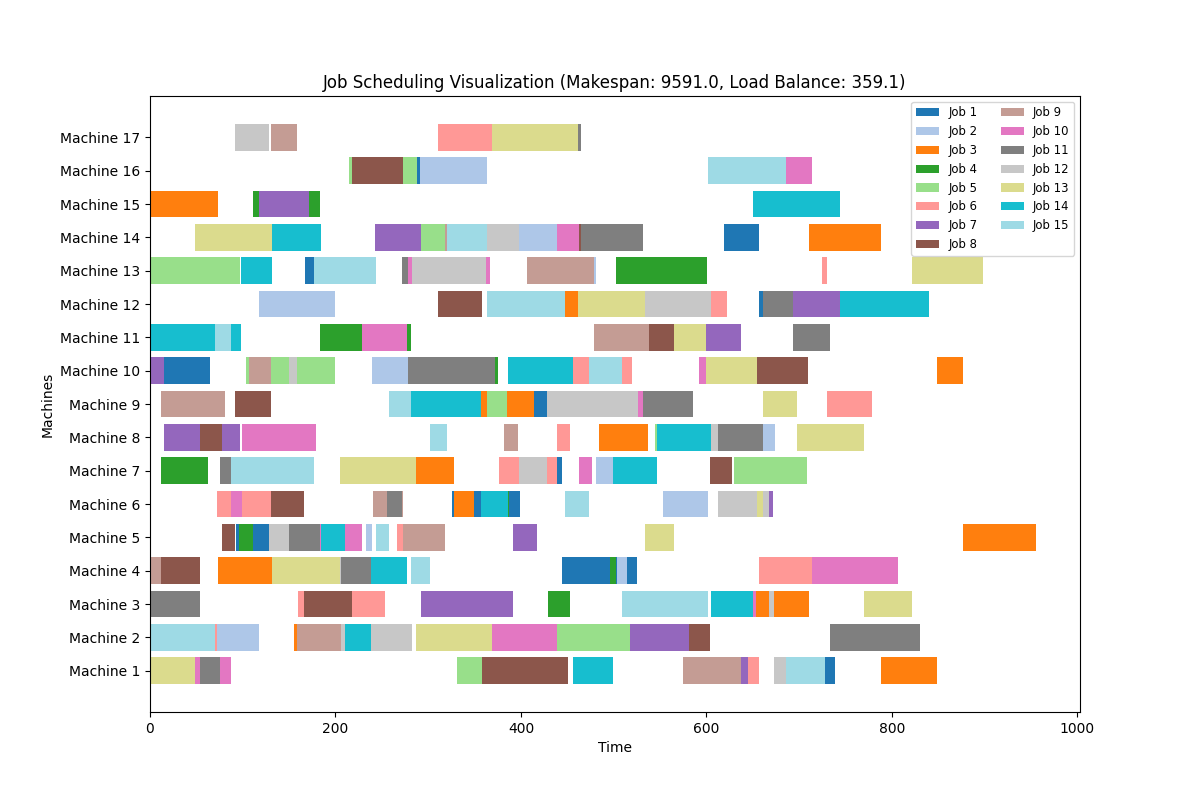 Job Scheduling Visualization (Makespan: 9591.0, Load Balance: 359.1)
Job 1
Job 2
Job 3
Job 4
Job 5
Job 6
Job 7
Job 8
Job 9
Job 10
Job 11
Job 12
Job 13
Job 14
Job 15
Machine 17
Machine 16
Machine 15
Machine 14
Machine 13
Machine 12
Machine 11
Machine 10
Machine 9
Machine 8
Machine 7
Machine 6
Machine 5
Machine 4
Machine 3
Machine 2
Machine 1
Machines
0 200 400 600 800 1000
Time